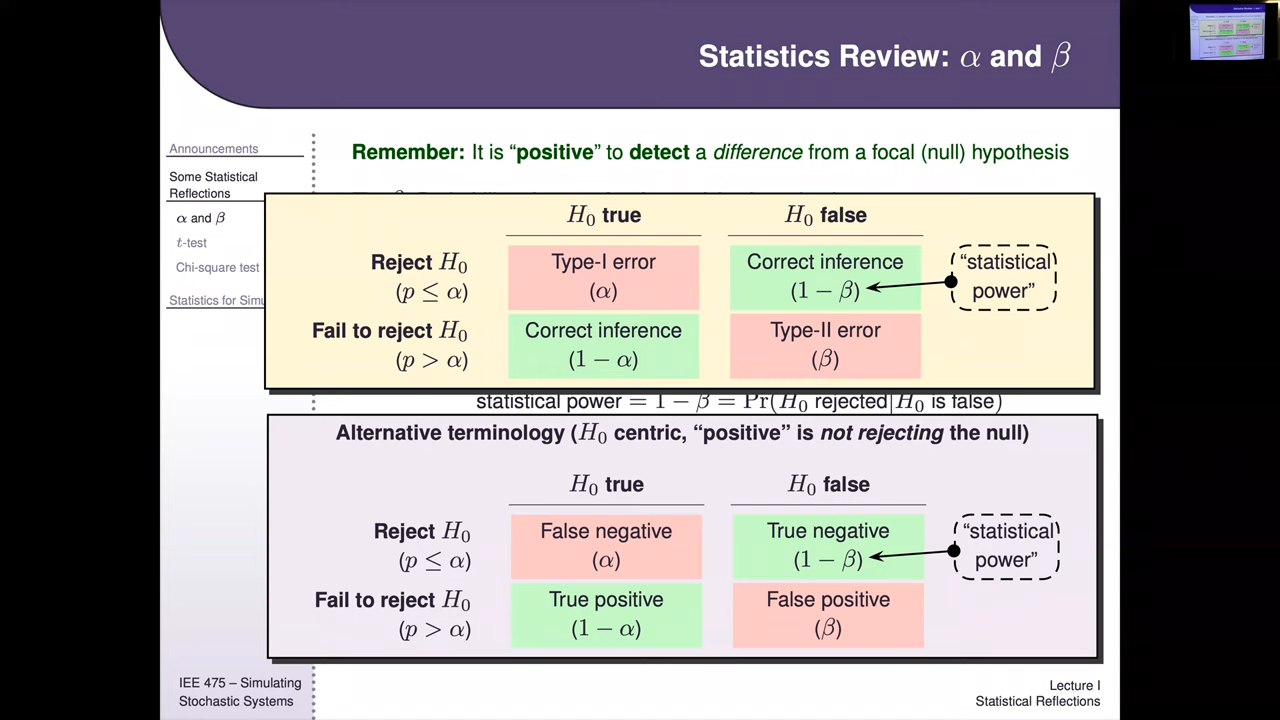 Statistics Review: α and β
Announcements
Some Statistical
Reflections
α and β
t-test
Chi-square test
Statistics for Simu
Remember: It is “positive” to detect a difference from a focal (null) hypothesis
H₀ true H₀ false
Reject H₀ Type-I error Correct inference “statistical
(p ≤ α) (α) (1 − β) power”
Fail to reject H₀ Correct inference Type-II error
(p > α) (1 − α) (β)
statistical power = 1 − β = Pr(H₀ rejected|H₀ is false)
Alternative terminology (H₀ centric, “positive” is not rejecting the null)
H₀ true H₀ false
Reject H₀ False negative True negative “statistical
(p ≤ α) (α) (1 − β) power”
Fail to reject H₀ True positive False positive
(p > α) (1 − α) (β)
IEE 475 – Simulating
Stochastic Systems
Lecture I
Statistical Reflections